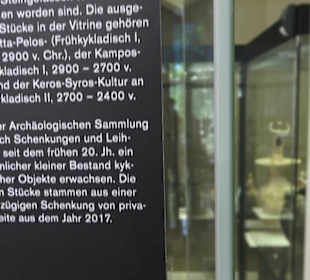 en worden sind. Die ausge-
Stücke in der Vitrine gehören
tta-Pelos- (Frühkykladisch I,
2900 v. Chr.), der Kampos-
kladisch I, 2900 – 2700 v.
nd der Keros-Syros-Kultur an
kladisch II, 2700 – 2400 v.
er Archäologischen Sammlung
ch Schenkungen und Leih-
seit dem frühen 20. Jh. ein
nlicher kleiner Bestand kyk-
her Objekte erwachsen. Die
n Stücke stammen aus einer
zügigen Schenkung von priva-
eite aus dem Jahr 2017.